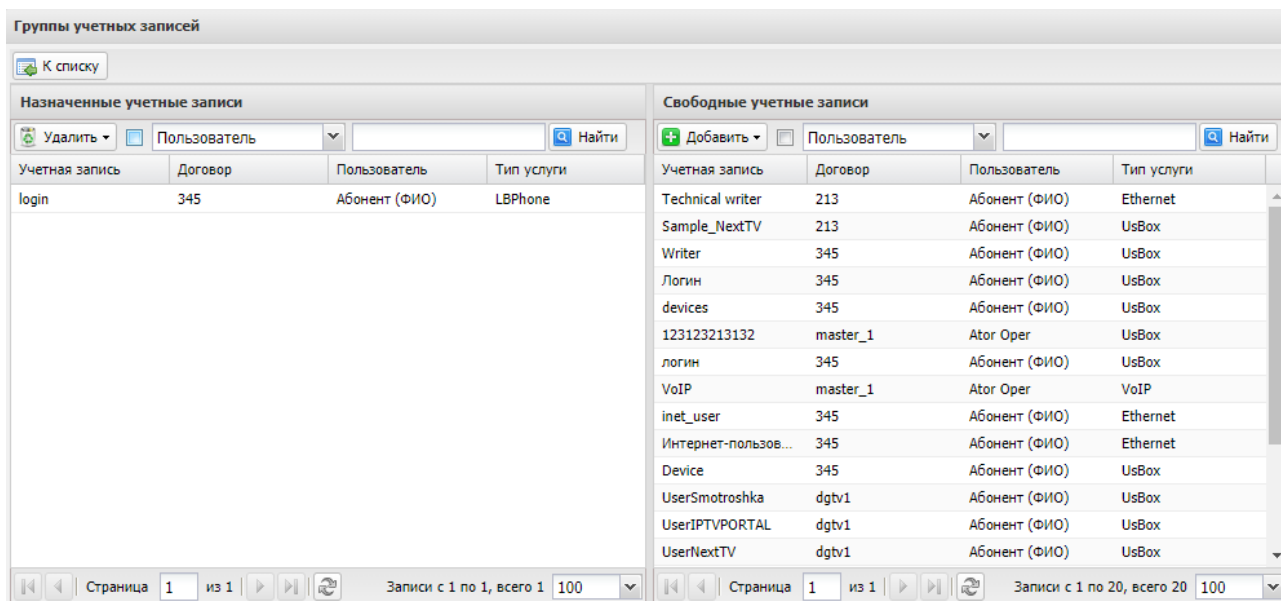 Группы учетных записей
К списку
Назначенные учетные записи
Удалить Пользователь Найти
Учетная запись Договор Пользователь Тип услуги
login 345 Абонент (ФИО) LBPhone
Страница 1 из 1 Записи с 1 по 1, всего 1 100
Свободные учетные записи
Добавить Пользователь Найти
Учетная запись Договор Пользователь Тип услуги
Technical writer 213 Абонент (ФИО) Ethernet
Sample_NextTV 213 Абонент (ФИО) UsBox
Writer 345 Абонент (ФИО) UsBox
Логин 345 Абонент (ФИО) UsBox
devices 345 Абонент (ФИО) UsBox
123123213132 master_1 Ator Oper UsBox
логин 345 Абонент (ФИО) UsBox
VoIP master_1 Ator Oper VoIP
inet_user 345 Абонент (ФИО) Ethernet
Интернет-пользов... 345 Абонент (ФИО) Ethernet
Device 345 Абонент (ФИО) UsBox
UserSmotroshka dgtv1 Абонент (ФИО) UsBox
UserIPTVPORTAL dgtv1 Абонент (ФИО) UsBox
UserNextTV dgtv1 Абонент (ФИО) UsBox
Страница 1 из 1 Записи с 1 по 20, всего 20 100